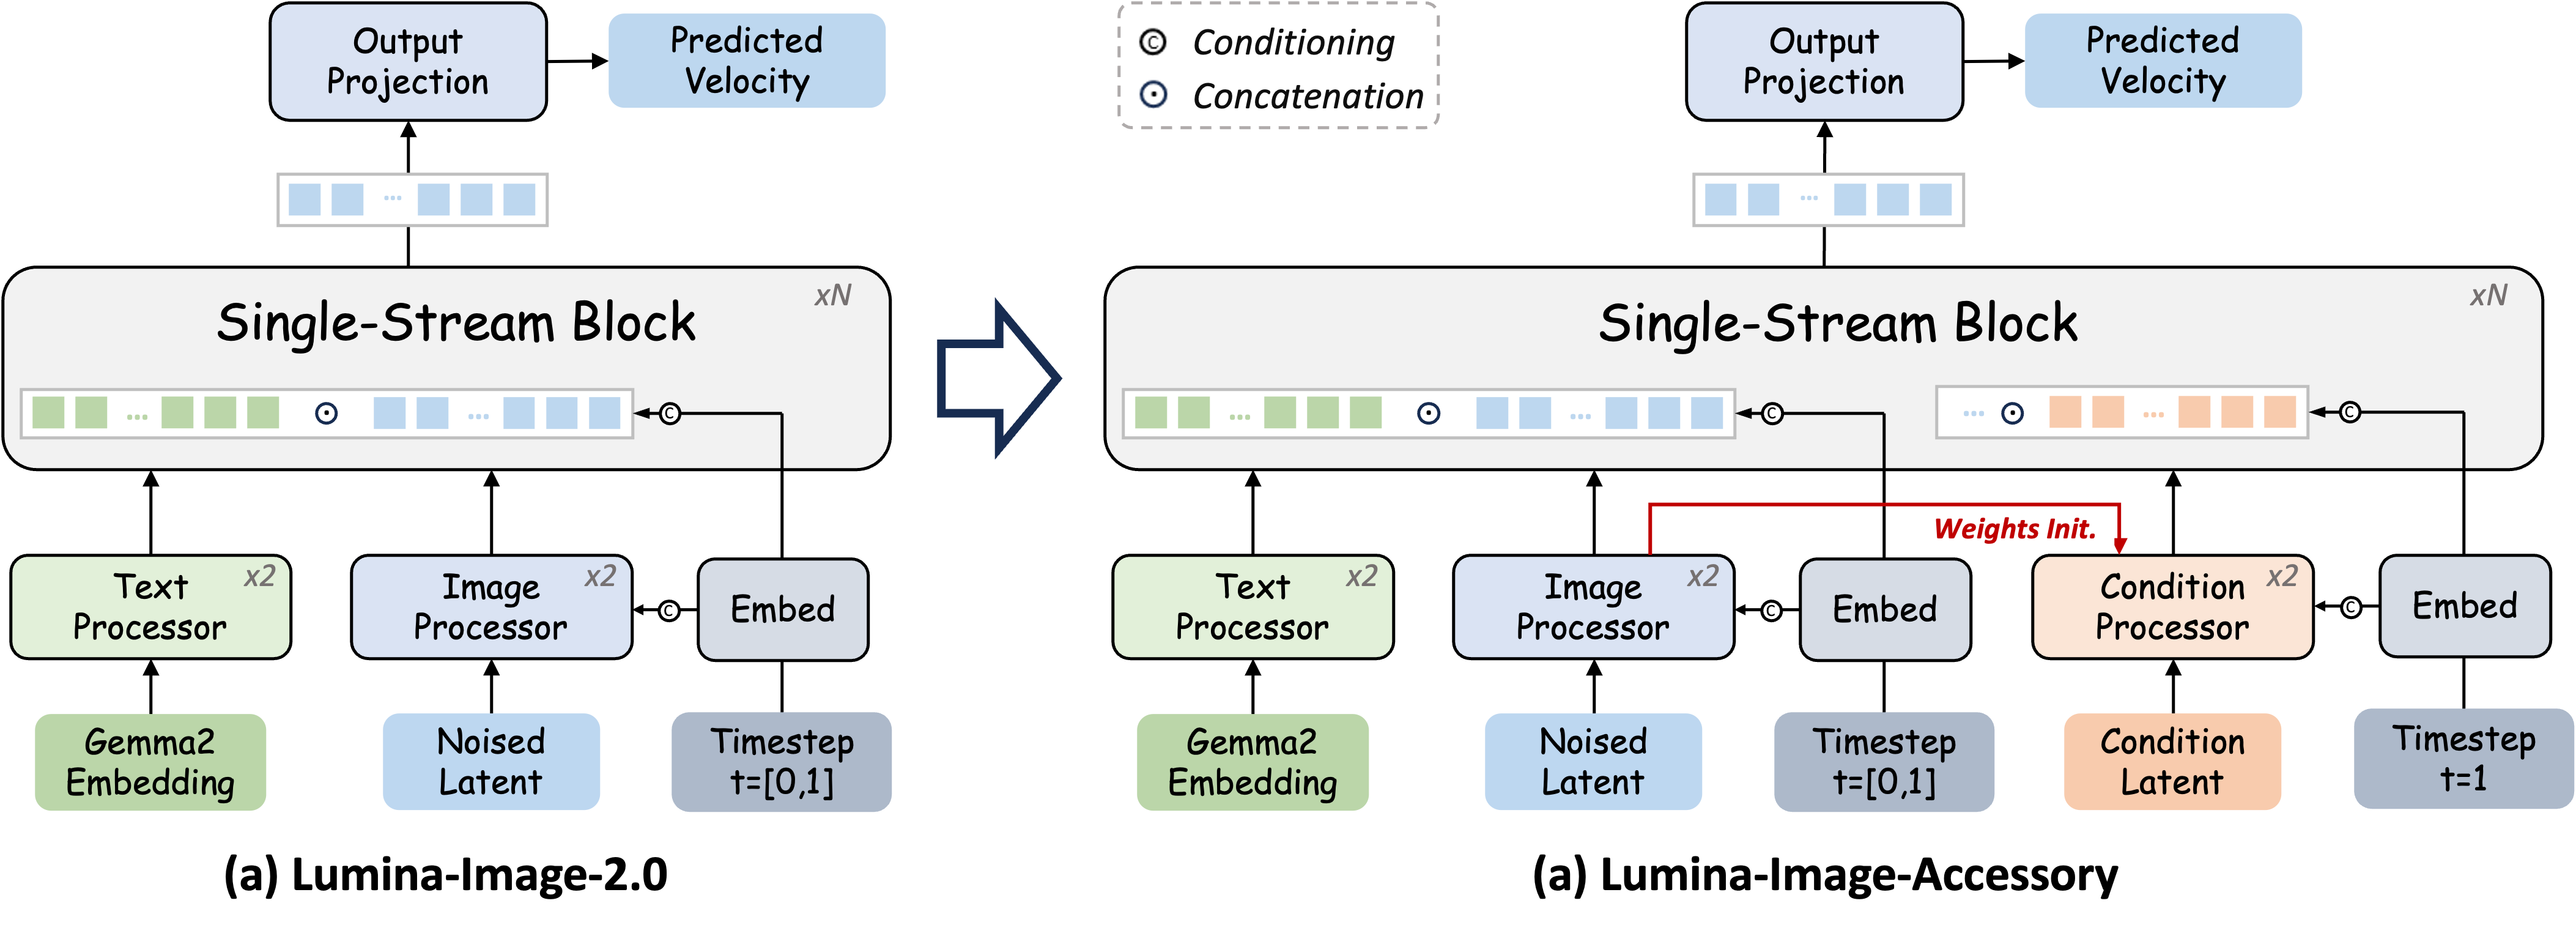 Output
Projection
Predicted
Velocity
xN
Single-Stream Block
C
x2
Text
Processor
x2
Image
Processor
C
Embed
Gemma2
Embedding
Noised
Latent
Timestep
t=[0,1]
(a) Lumina-Image-2.0
C Conditioning
Concatenation
Output
Projection
Predicted
Velocity
xN
Single-Stream Block
C
C
Weights Init.
x2
Text
Processor
x2
Image
Processor
C
Embed
x2
Condition
Processor
C
Embed
Gemma2
Embedding
Noised
Latent
Timestep
t=[0,1]
Condition
Latent
Timestep
t=1
(a) Lumina-Image-Accessory